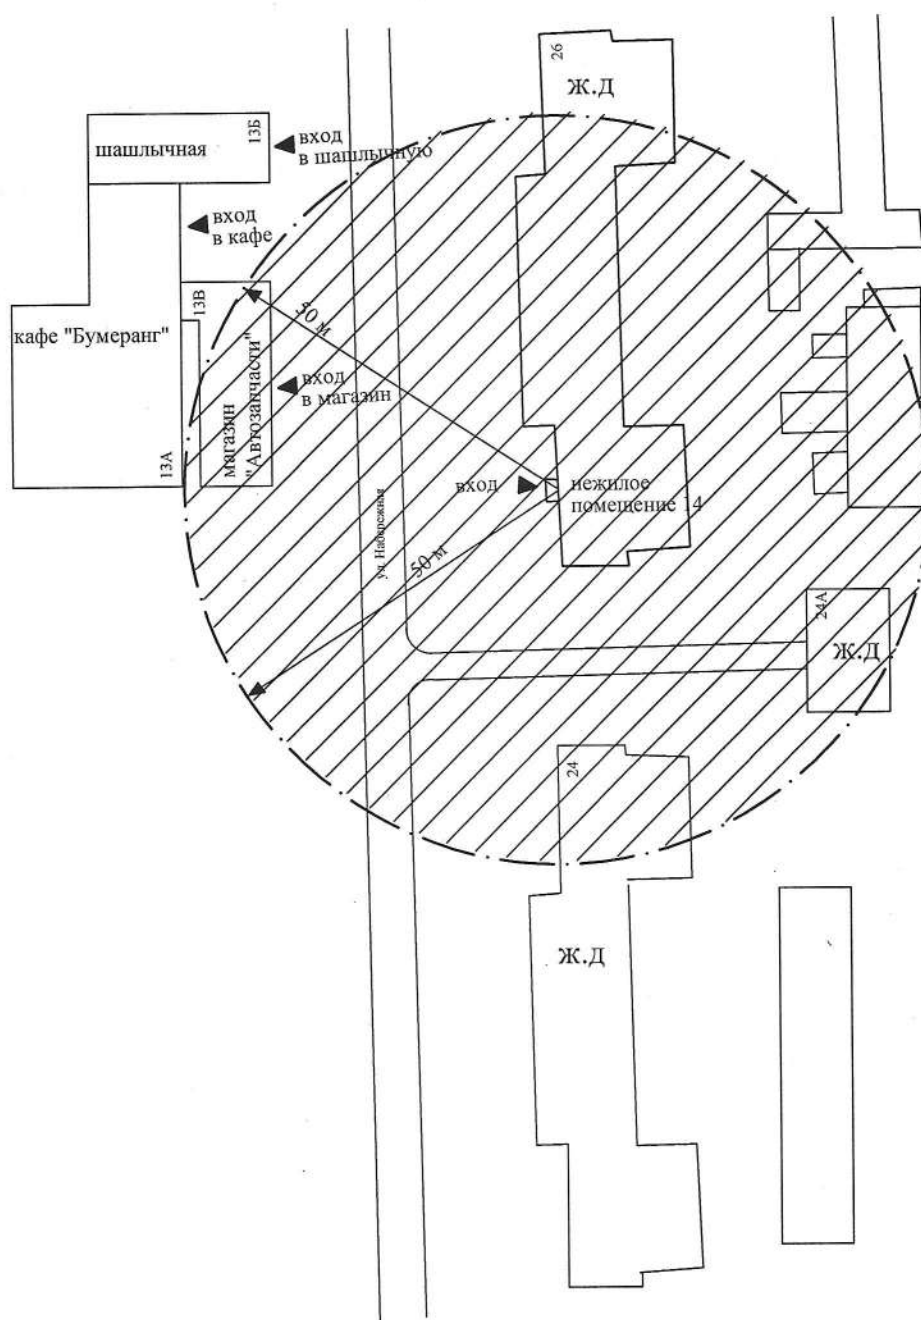 26
Ж.Д
13Б
шашлычная
вход
в шашлычную
вход
в кафе
13В
50 м
кафе "Бумеранг"
магазин
"Автозапчасти"
вход
в магазин
13А
вход
нежилое
помещение 14
ул. Набережная
50 м
24А
Ж.Д
24
Ж.Д